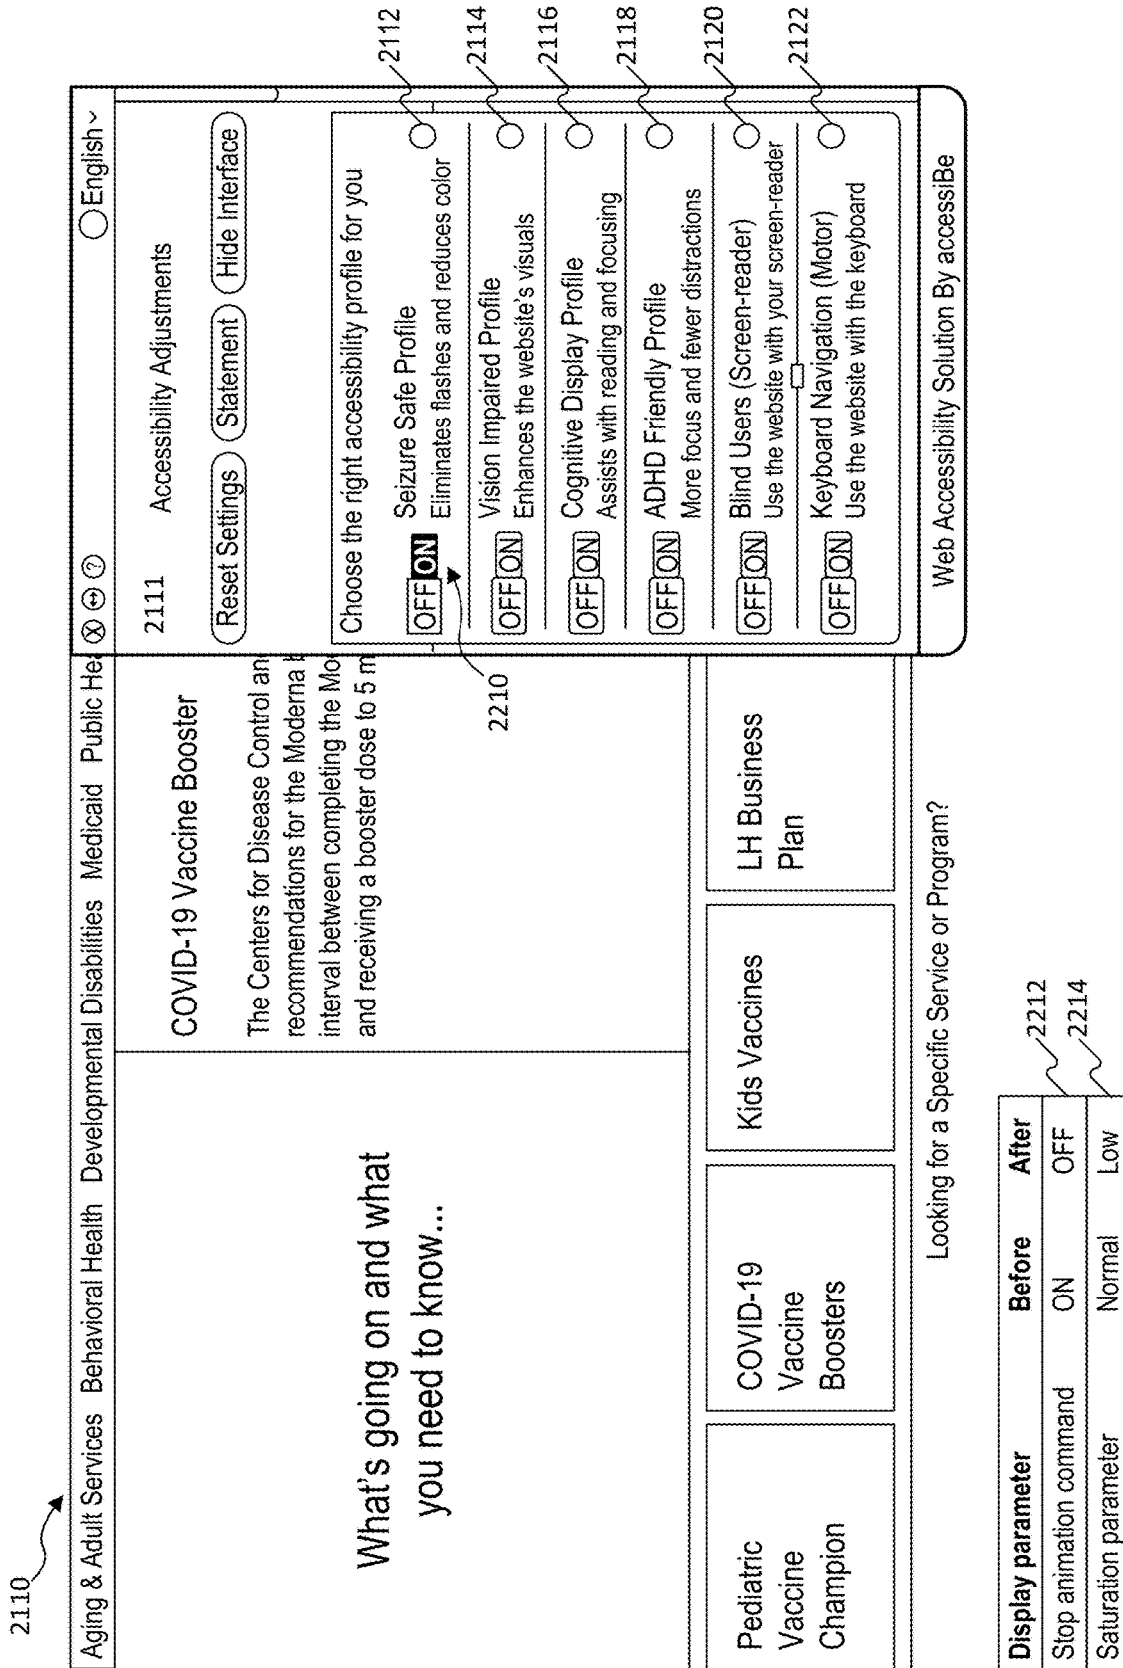 2110
Aging & Adult Services Behavioral Health Developmental Disabilities Medicaid Public Hea
What's going on and what
you need to know...
COVID-19 Vaccine Booster
The Centers for Disease Control an
recommendations for the Moderna b
interval between completing the Mo
and receiving a booster dose to 5 m
Pediatric
Vaccine
Champion
COVID-19
Vaccine
Boosters
Kids Vaccines
LH Business
Plan
Looking for a Specific Service or Program?
X ?
English
2111 Accessibility Adjustments
Reset Settings Statement Hide Interface
Choose the right accessibility profile for you
OFF ON Seizure Safe Profile
Eliminates flashes and reduces color
2112
2210
OFF ON Vision Impaired Profile
Enhances the website's visuals
2114
OFF ON Cognitive Display Profile
Assists with reading and focusing
2116
OFF ON ADHD Friendly Profile
More focus and fewer distractions
2118
OFF ON Blind Users (Screen-reader)
Use the website with your screen-reader
2120
OFF ON Keyboard Navigation (Motor)
Use the website with the keyboard
2122
Web Accessibility Solution By accessiBe
Display parameter Before After
Stop animation command ON OFF 2212
Saturation parameter Normal Low 2214